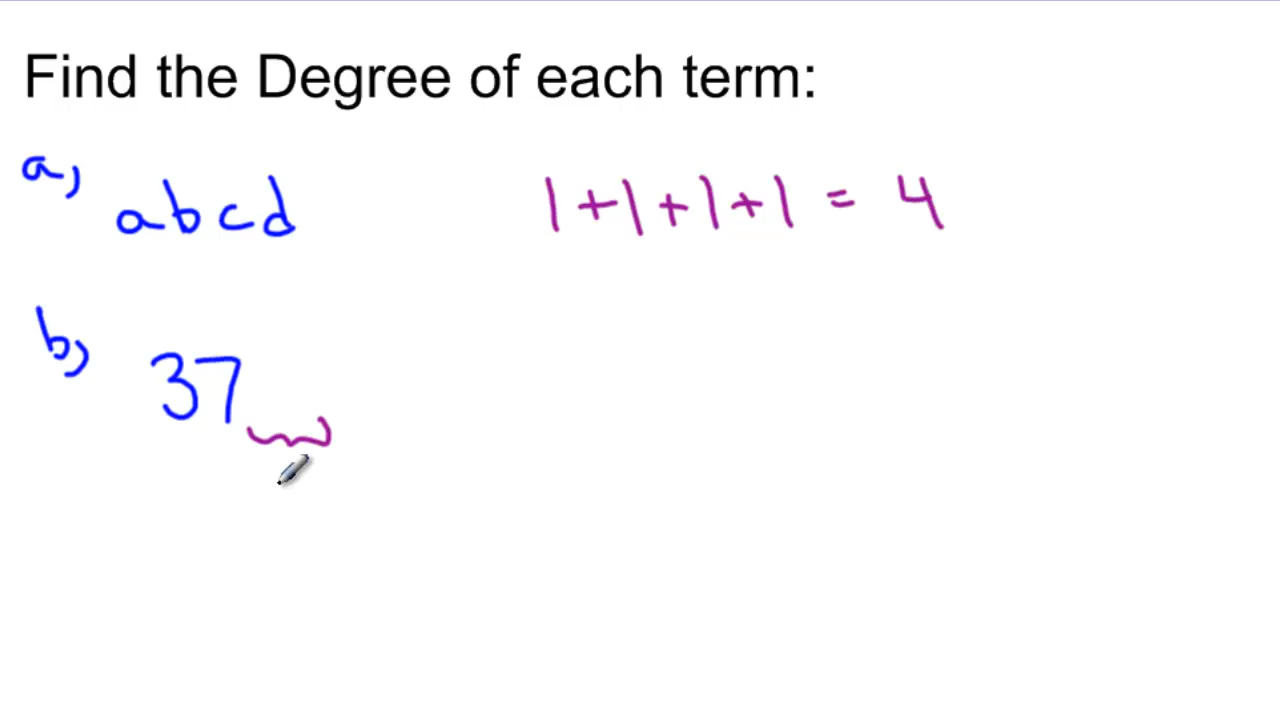 Find the Degree of each term:
a) abcd 1+1+1+1 = 4
b) 37